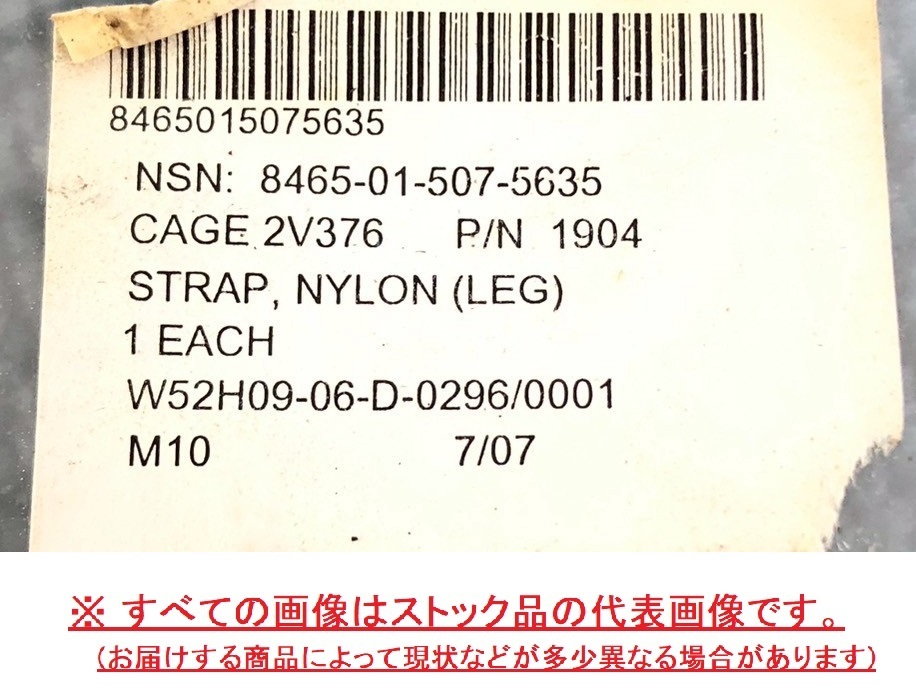 8465015075635
NSN: 8465-01-507-5635
CAGE 2V376 P/N 1904
STRAP, NYLON (LEG)
1 EACH
W52H09-06-D-0296/0001
M10 7/07
※ すべての画像はストック品の代表画像です。
(お届けする商品によって現状などが多少異なる場合があります)